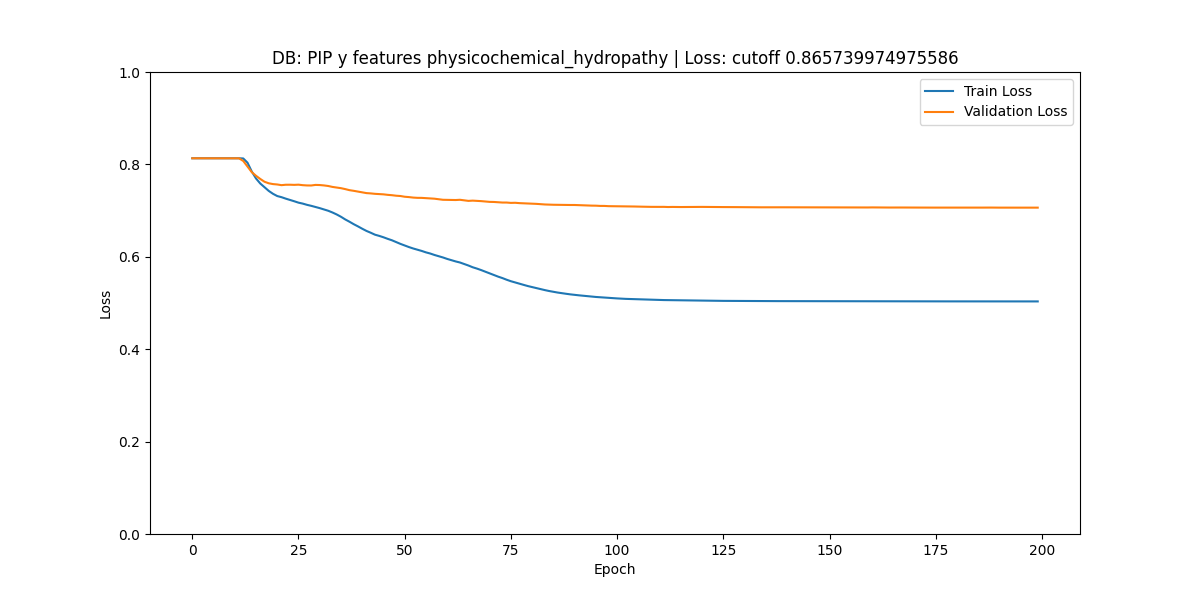 DB: PIP y features physicochemical_hydropathy | Loss: cutoff 0.865739974975586
1.0
Train Loss
Validation Loss
0.8
0.6
Loss
0.4
0.2
0.0
0 25 50 75 100 125 150 175 200
Epoch